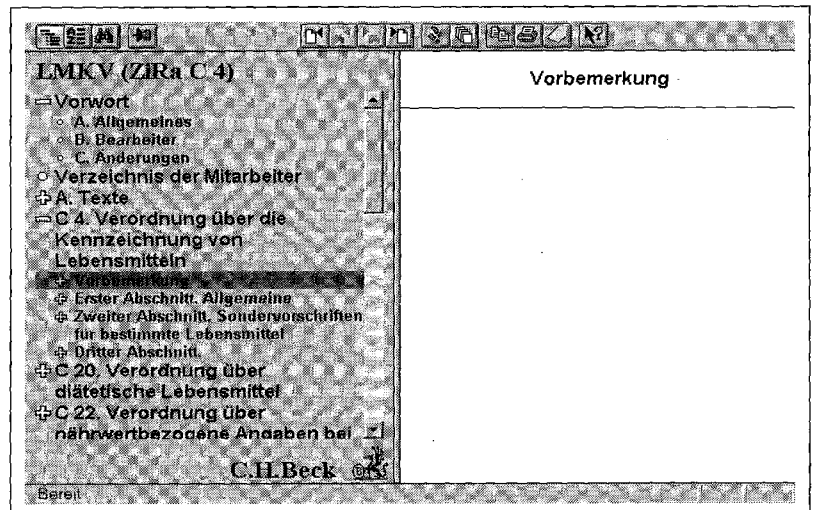 LMKV (ZiRa C 4)
Vorwort
A. Allgemeines
B. Bearbeiter
C. Änderungen
Verzeichnis der Mitarbeiter
A. Texte
C 4. Verordnung über die
Kennzeichnung von
Lebensmitteln
Vorbemerkung
Erster Abschnitt. Allgemeine
Zweiter Abschnitt. Sondervorschriften
für bestimmte Lebensmittel
Dritter Abschnitt.
C 20. Verordnung über
diätetische Lebensmittel
C 22. Verordnung über
nährwertbezogene Angaben bei
C.H.Beck
Bereit
Vorbemerkung